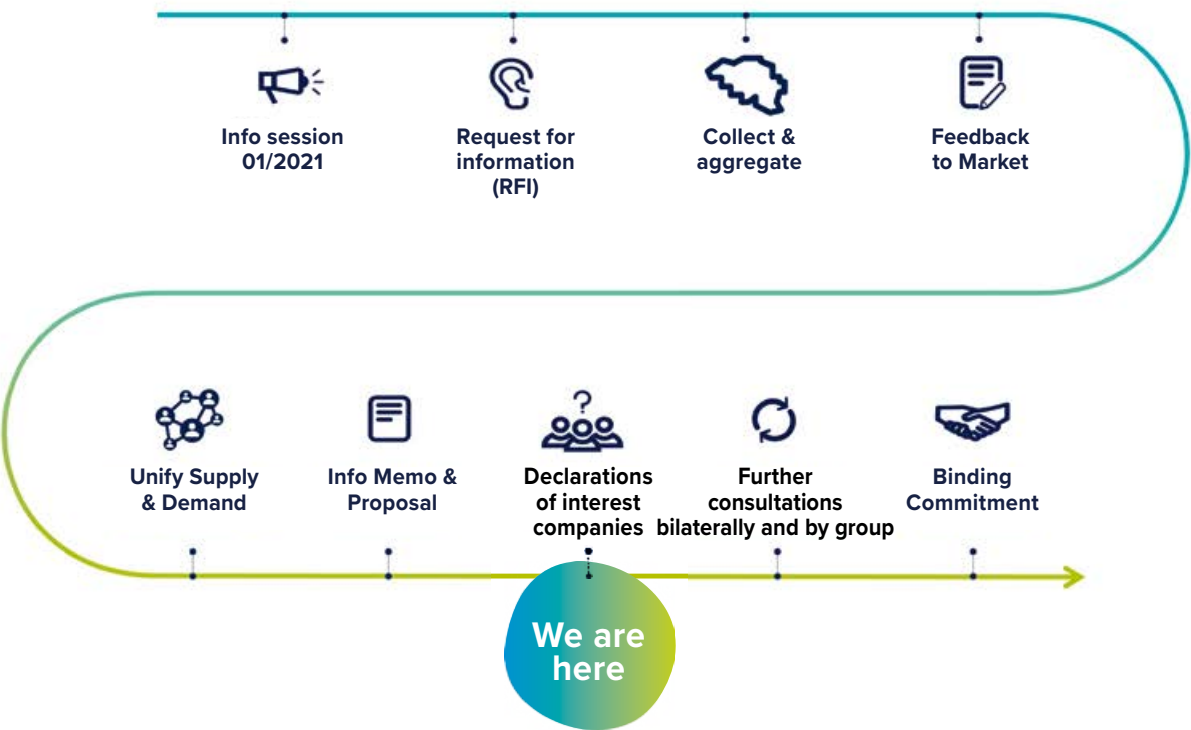 Info session
01/2021
Request for
information
(RFI)
Collect &
aggregate
Feedback
to Market
Unify Supply
& Demand
Info Memo &
Proposal
?
Declarations
of interest
companies
Further
consultations
bilaterally and by group
Binding
Commitment
We are
here